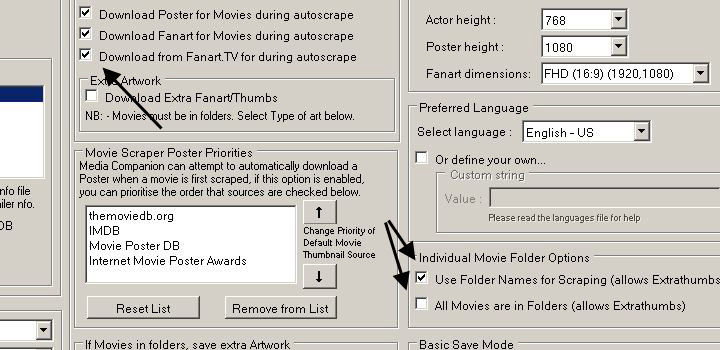 Download Poster for Movies during autoscrape
Download Fanart for Movies during autoscrape
Download from Fanart.TV for during autoscrape
Extra Artwork
Download Extra Fanart/Thumbs
NB: - Movies must be in folders. Select Type of art below.
Movie Scraper Poster Priorities
Media Companion can attempt to automatically download a
Poster when a movie is first scraped, if this option is enabled,
you can prioritise the order that sources are checked below.
themoviedb.org
IMDB
Movie Poster DB
Internet Movie Poster Awards
Change Priority of
Default Movie
Thumbnail Source
Reset List
Remove from List
If Movies in folders, save extra Artwork
nfo file
ailer nfo.
DB
Actor height :
768
Poster height :
1080
Fanart dimensions:
FHD (16:9) (1920,1080)
Preferred Language
Select language :
English - US
Or define your own...
Custom string
Value :
Please read the languages file for help
Individual Movie Folder Options
Use Folder Names for Scraping (allows Extrathumbs
All Movies are in Folders (allows Extrathumbs)
Basic Save Mode